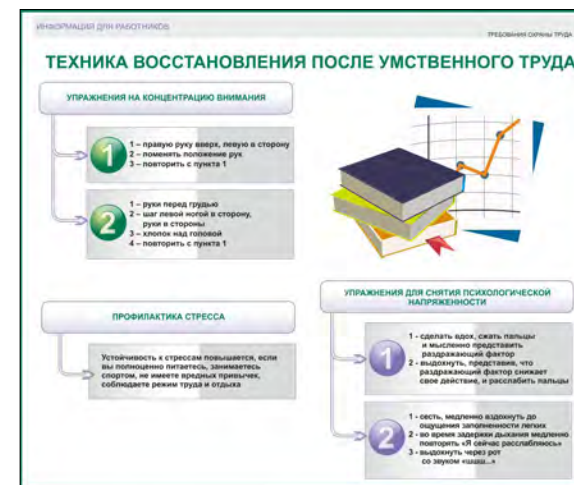 ИНФОРМАЦИЯ ДЛЯ РАБОТНИКОВ
ТРЕБОВАНИЯ ОХРАНЫ ТРУДА
ТЕХНИКА ВОССТАНОВЛЕНИЯ ПОСЛЕ УМСТВЕННОГО ТРУДА
УПРАЖНЕНИЯ НА КОНЦЕНТРАЦИЮ ВНИМАНИЯ
1
1 – правую руку вверх, левую в сторону
2 – поменять положение рук
3 – повторить с пункта 1
2
1 – руки перед грудью
2 – шаг левой ногой в сторону,
руки в стороны
3 – хлопок над головой
4 – повторить с пункта 1
ПРОФИЛАКТИКА СТРЕССА
Устойчивость к стрессам повышается, если
вы полноценно питаетесь, занимаетесь
спортом, не имеете вредных привычек,
соблюдаете режим труда и отдыха
УПРАЖНЕНИЯ ДЛЯ СНЯТИЯ ПСИХОЛОГИЧЕСКОЙ
НАПРЯЖЕННОСТИ
1
1 - сделать вдох, сжать пальцы
и мысленно представить
раздражающий фактор
2 - выдохнуть, представив, что
раздражающий фактор снижает
свое действие, и расслабить пальцы
2
1 - сесть, медленно вздохнуть до
ощущения заполненности легких
2 - во время задержки дыхания медленно
повторять «Я сейчас расслабляюсь»
3 - выдохнуть через рот
со звуком «шшш...»